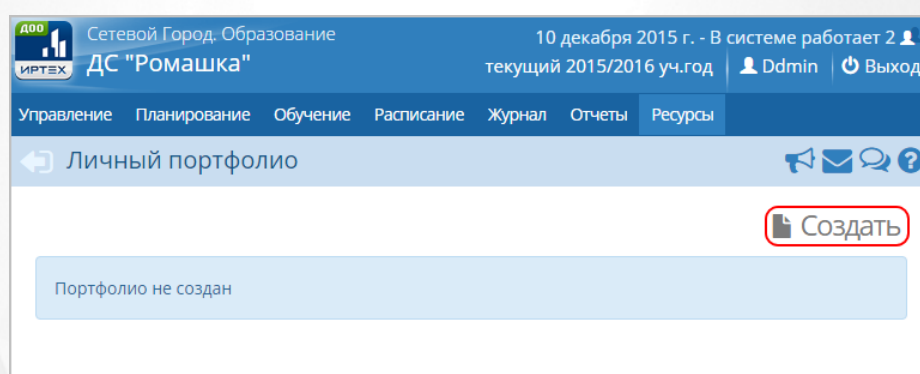 ДОО
ИРТЕХ
Сетевой Город. Образование
ДС "Ромашка"
10 декабря 2015 г. - В системе работает 2
текущий 2015/2016 уч.год Ddmin Выход
Управление Планирование Обучение Расписание Журнал Отчеты Ресурсы
Личный портфолио
Создать
Портфолио не создан